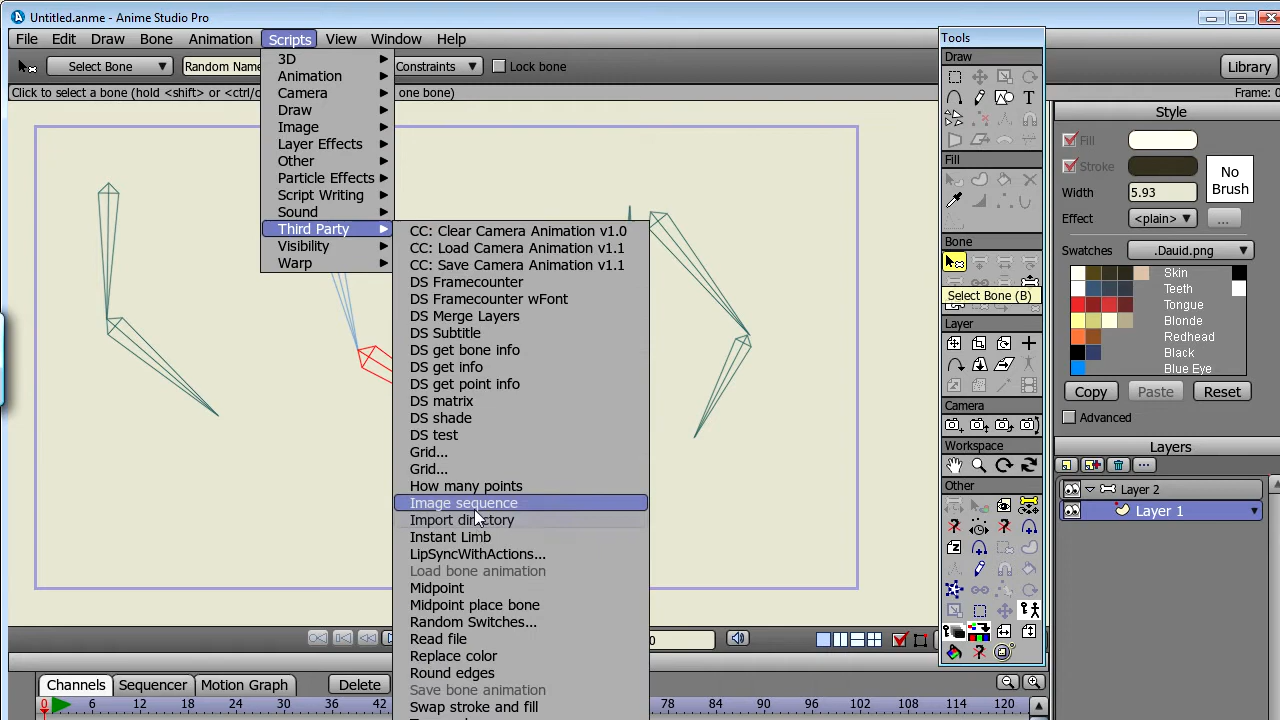 Untitled.anme - Anime Studio Pro
File Edit Draw Bone Animation Scripts View Window Help
Select Bone
Random Name
Constraints
Lock bone
Library
Click to select a bone (hold <shift> or <ctrl/c
one bone)
Frame: 0
3D
Animation
Camera
Draw
Image
Layer Effects
Other
Particle Effects
Script Writing
Sound
Third Party
Visibility
Warp
CC: Clear Camera Animation v1.0
CC: Load Camera Animation v1.1
CC: Save Camera Animation v1.1
DS Framecounter
DS Framecounter wFont
DS Merge Layers
DS Subtitle
DS get bone info
DS get info
DS get point info
DS matrix
DS shade
DS test
Grid...
Grid...
How many points
Image sequence
Import directory
Instant Limb
LipSyncWithActions...
Load bone animation
Midpoint
Midpoint place bone
Random Switches...
Read file
Replace color
Round edges
Save bone animation
Swap stroke and fill
Tools
Draw
T
Fill
Bone
Select Bone (B)
Layer
Camera
Workspace
Other
Style
Fill
Stroke
No
Brush
Width
5.93
Effect
<plain>
...
Swatches
.Dauid.png
Skin
Teeth
Tongue
Blonde
Redhead
Black
Blue Eye
Copy Paste Reset
Advanced
Layers
Layer 2
Layer 1
0
Channels Sequencer Motion Graph Delete
0 6 12 18 24 30 36 42 78 84 90 96 102 108 114 120